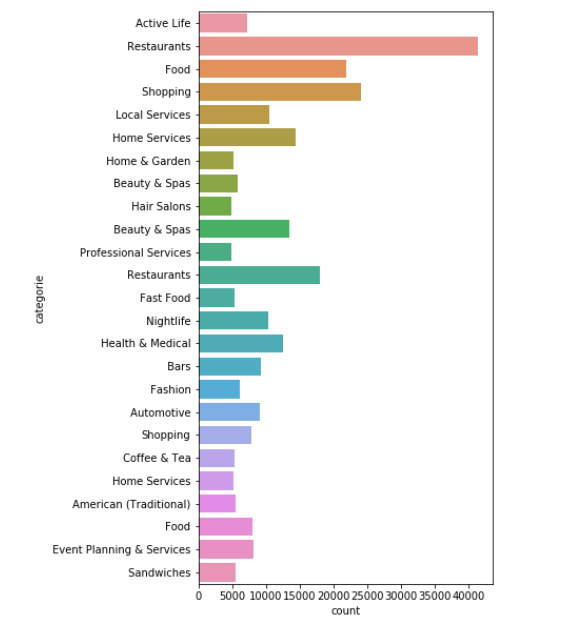 Active Life
Restaurants
Food
Shopping
Local Services
Home Services
Home & Garden
Beauty & Spas
Hair Salons
Beauty & Spas
Professional Services
Restaurants
Fast Food
Nightlife
Health & Medical
Bars
Fashion
Automotive
Shopping
Coffee & Tea
Home Services
American (Traditional)
Food
Event Planning & Services
Sandwiches
categorie
0 5000 10000 15000 20000 25000 30000 35000 40000
count